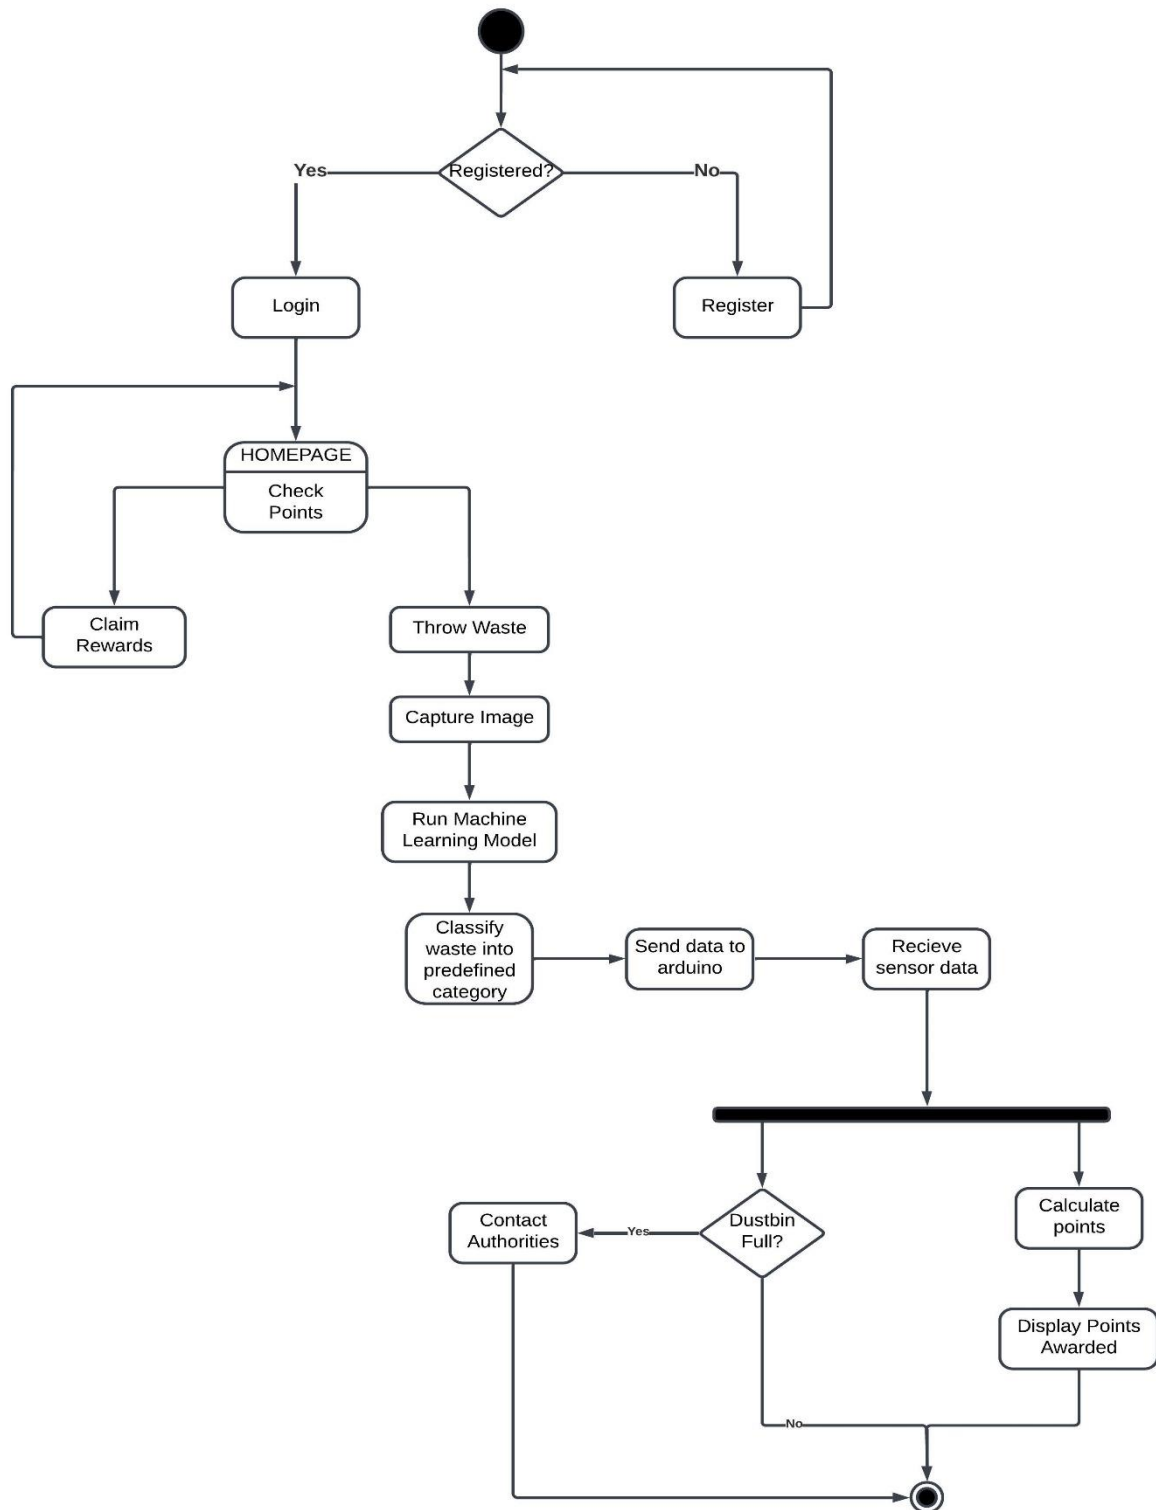 Registered?
Yes
No
Login
Register
HOMEPAGE
Check
Points
Claim
Rewards
Throw Waste
Capture Image
Run Machine
Learning Model
Classify
waste into
predefined
category
Send data to
arduino
Recieve
sensor data
Contact
Authorities
Yes
Dustbin
Full?
Calculate
points
Display Points
Awarded
No